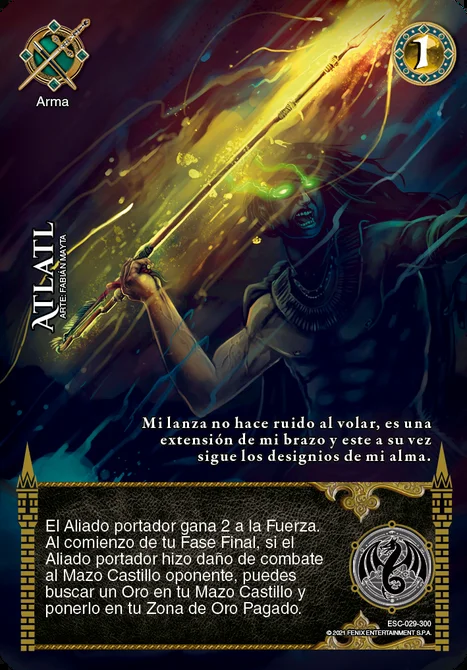 1
Arma
ATLATL
ARTE: FABIÁN MAYTA
Mi lanza no hace ruido al volar, es una
extensión de mi brazo y este a su vez
sigue los designios de mi alma.
El Aliado portador gana 2 a la Fuerza.
Al comienzo de tu Fase Final, si el
Aliado portador hizo daño de combate
al Mazo Castillo oponente, puedes
buscar un Oro en tu Mazo Castillo y
ponerlo en tu Zona de Oro Pagado.
ESC-029-300
© 2021 FENIX ENTERTAINMENT S.P.A.